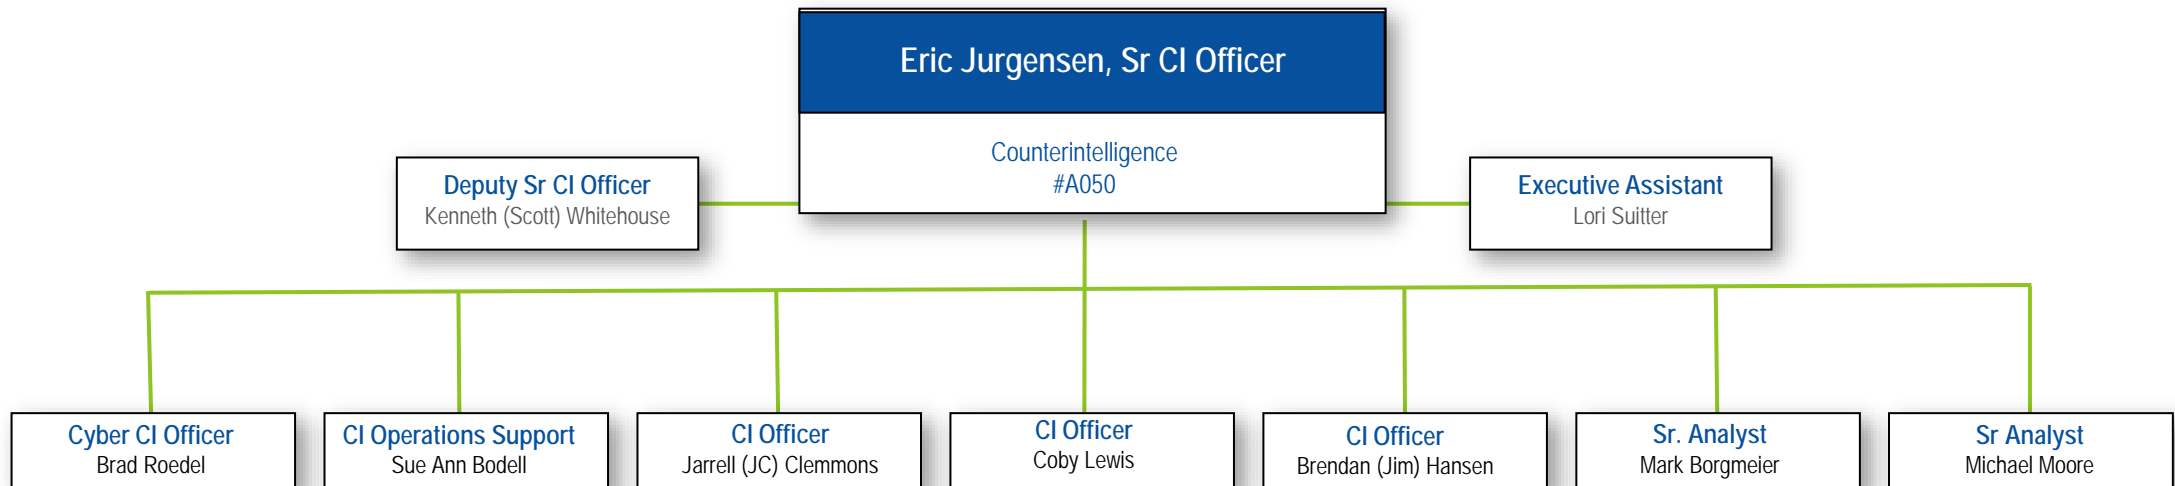 Eric Jurgensen, Sr CI Officer
Counterintelligence
#A050
Deputy Sr CI Officer
Kenneth (Scott) Whitehouse
Executive Assistant
Lori Suitter
Cyber CI Officer
Brad Roedel
CI Operations Support
Sue Ann Bodell
CI Officer
Jarrell (JC) Clemmons
CI Officer
Coby Lewis
CI Officer
Brendan (Jim) Hansen
Sr. Analyst
Mark Borgmeier
Sr Analyst
Michael Moore